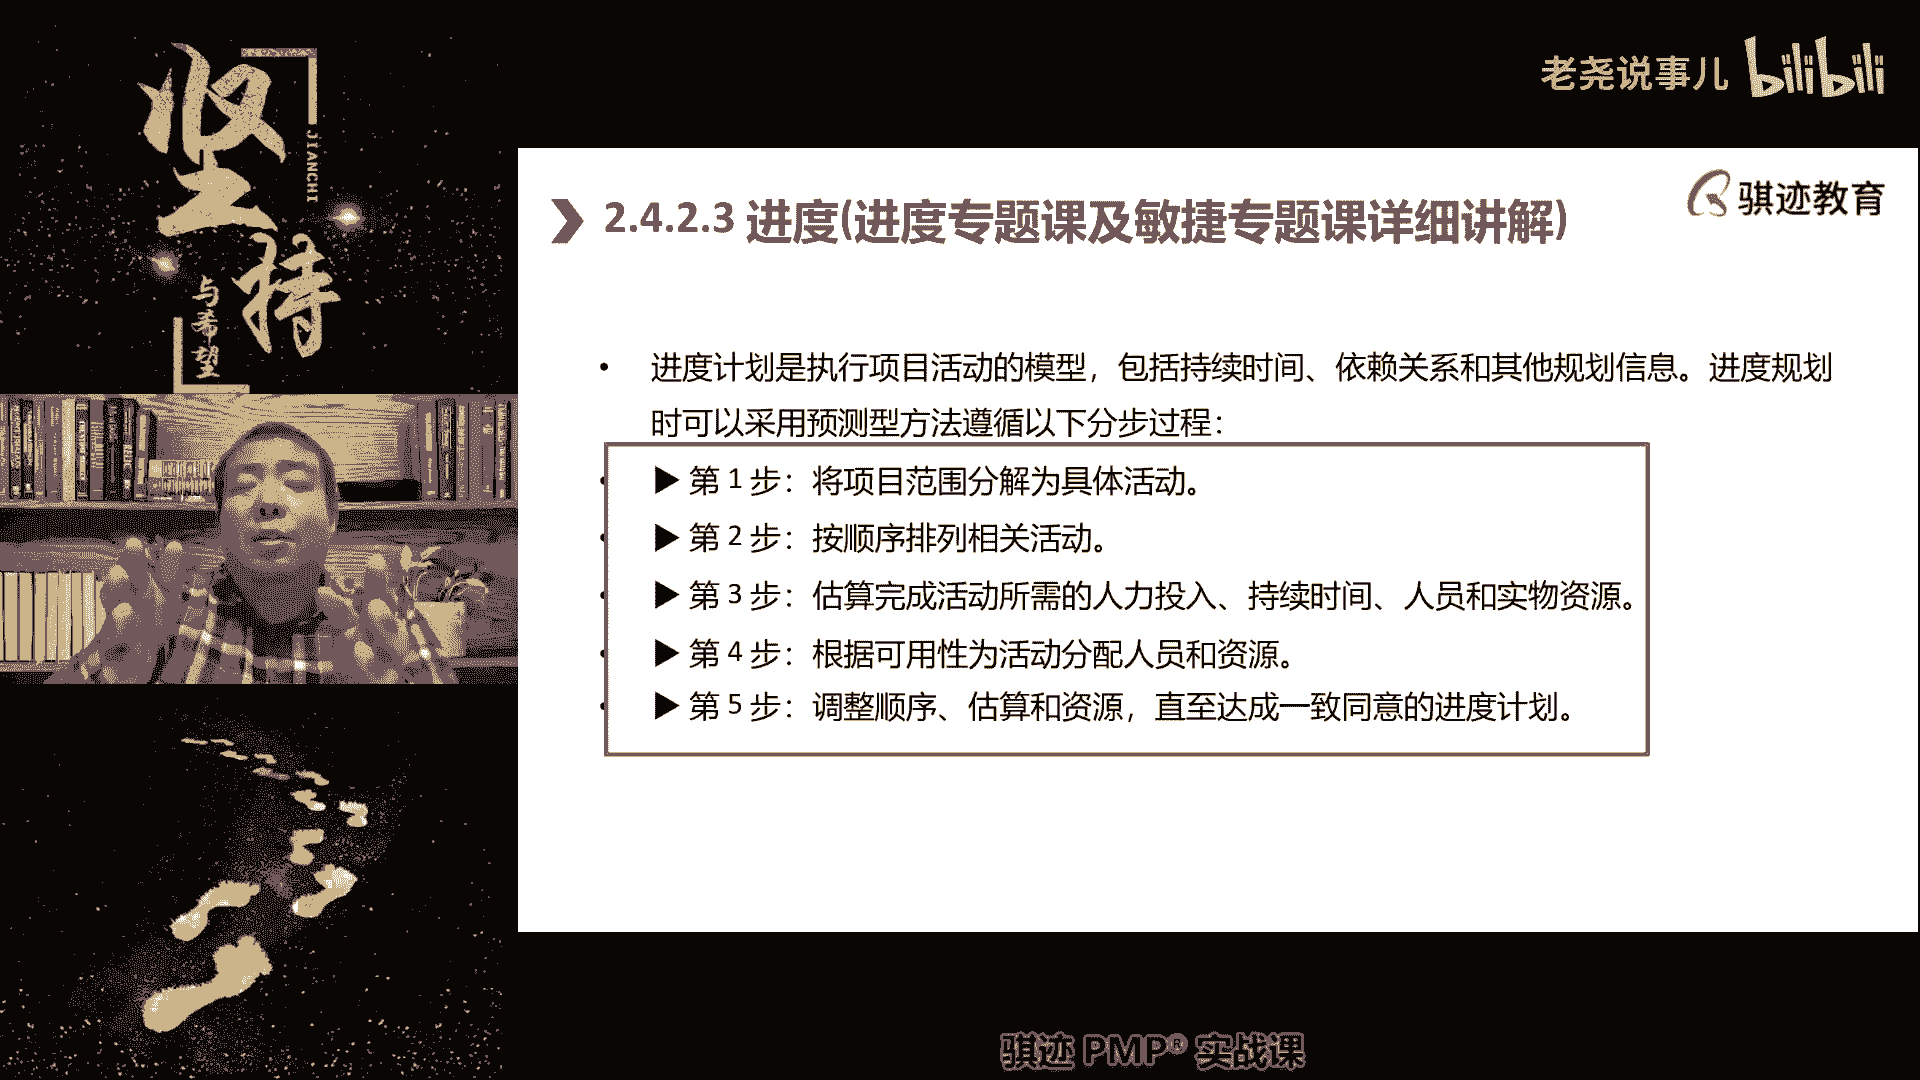 坚持
JIANCHI
与希望
老尧说事儿 bilibili
骐迹教育
2.4.2.3 进度(进度专题课及敏捷专题课详细讲解)
• 进度计划是执行项目活动的模型，包括持续时间、依赖关系和其他规划信息。进度规划
时可以采用预测型方法遵循以下分步过程：
▶ 第 1 步：将项目范围分解为具体活动。
▶ 第 2 步：按顺序排列相关活动。
▶ 第 3 步：估算完成活动所需的人力投入、持续时间、人员和实物资源。
▶ 第 4 步：根据可用性为活动分配人员和资源。
▶ 第 5 步：调整顺序、估算和资源，直至达成一致同意的进度计划。
骐迹 PMP® 实战课